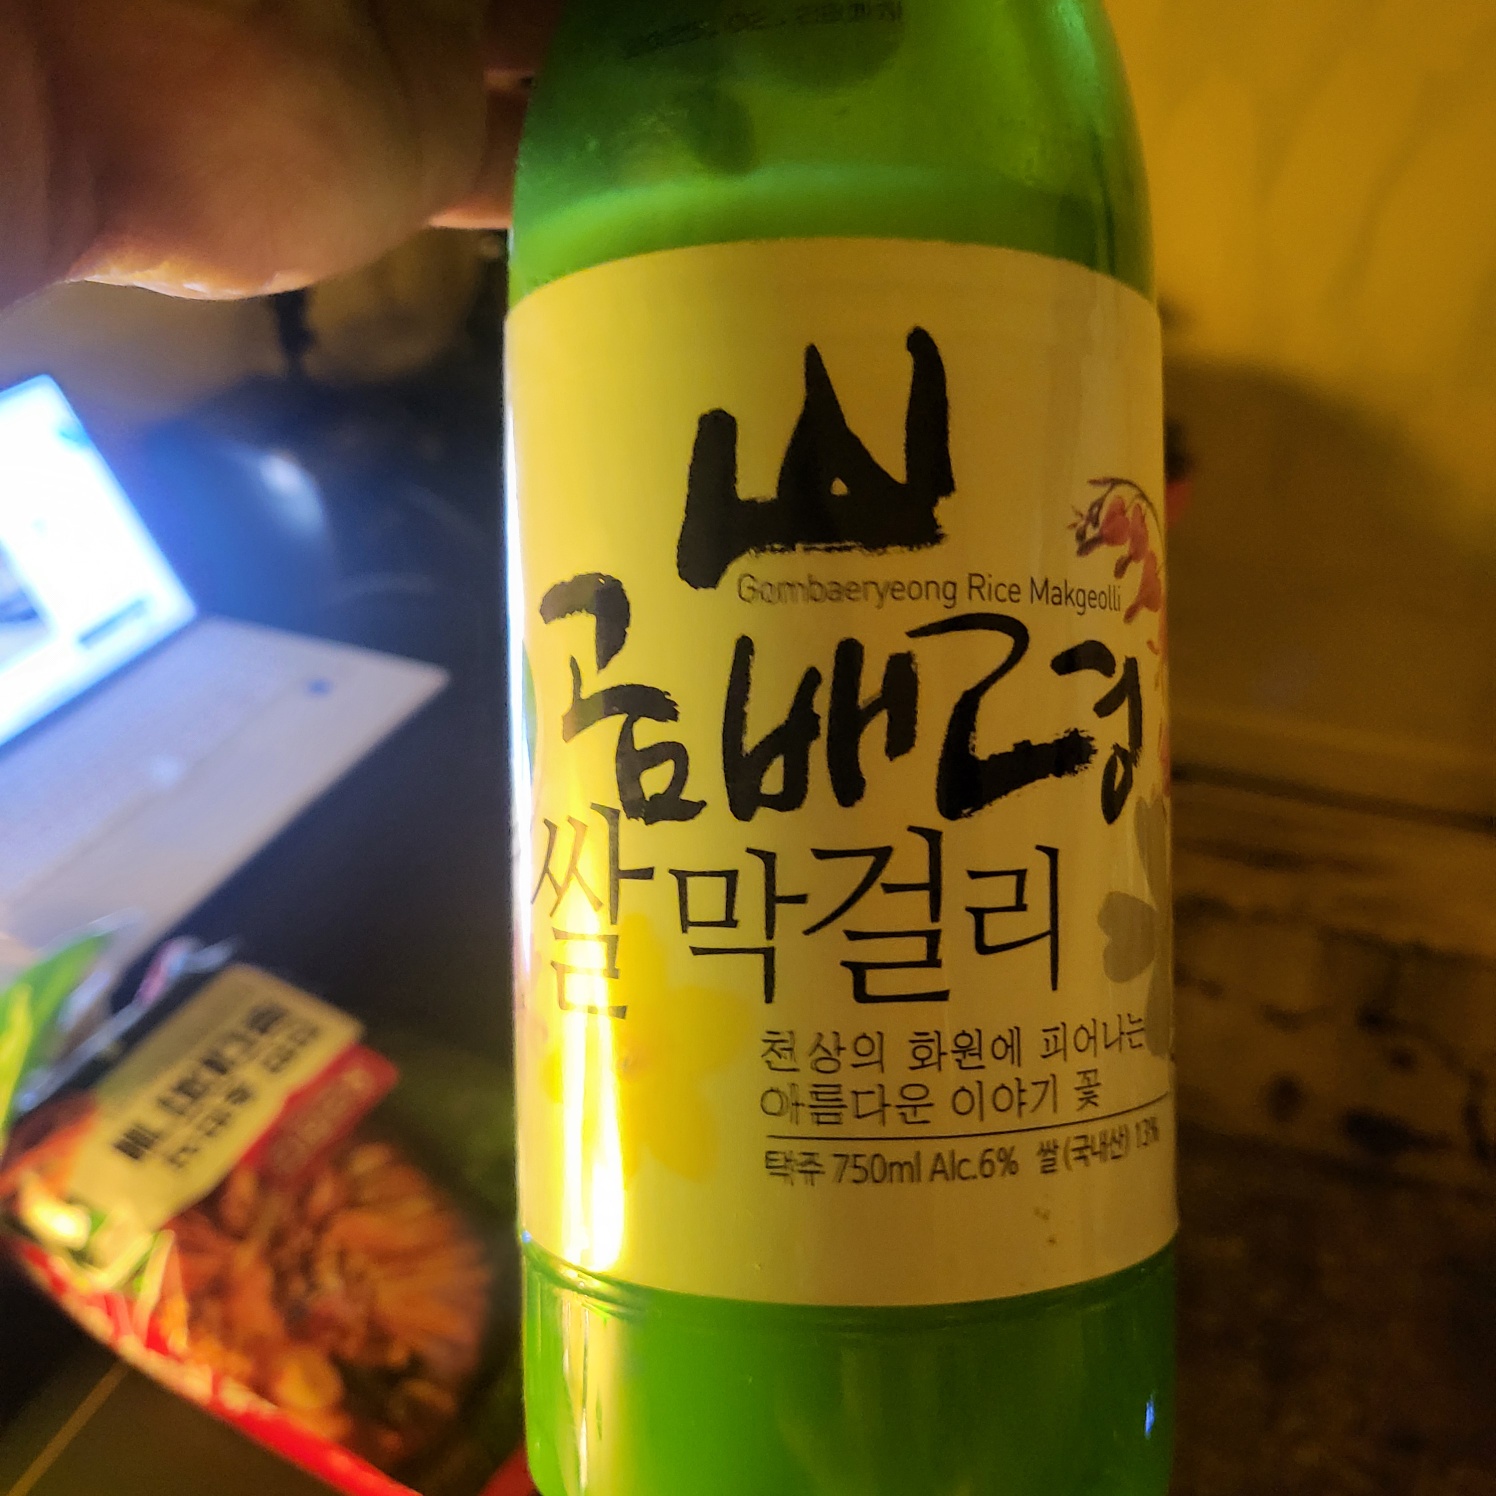 山
Gombaeryeong Rice Makgeolli
곰배령
쌀막걸리
천상의 화원에 피어나는
아름다운 이야기 꽃
탁주 750ml Alc.6% 쌀(국내산) 13%